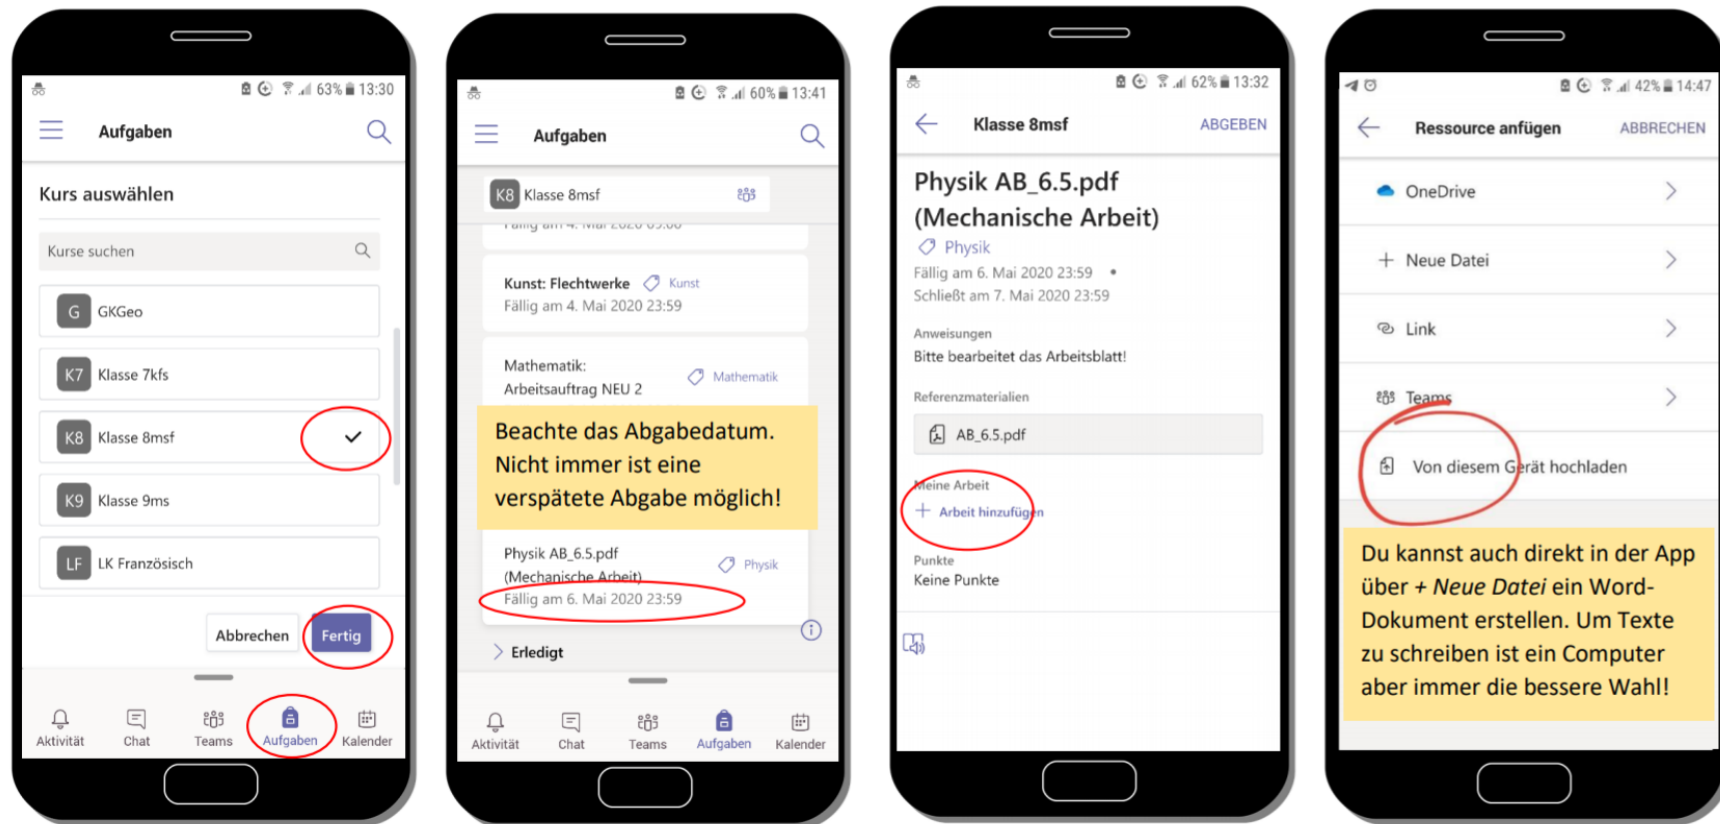 63% 13:30
Aufgaben
Kurs auswählen
Kurse suchen
G GKGeo
K7 Klasse 7kfs
K8 Klasse 8msf
K9 Klasse 9ms
LF LK Französisch
Abbrechen Fertig
Aktivität Chat Teams Aufgaben Kalender
60% 13:41
Aufgaben
K8 Klasse 8msf
Fällig am 4. Mai 2020
Kunst: Flechtwerke Kunst
Fällig am 4. Mai 2020 23:59
Mathematik:
Arbeitsauftrag NEU 2 Mathematik
Beachte das Abgabedatum.
Nicht immer ist eine
verspätete Abgabe möglich!
Physik AB_6.5.pdf
(Mechanische Arbeit) Physik
Fällig am 6. Mai 2020 23:59
Erledigt
Aktivität Chat Teams Aufgaben Kalender
62% 13:32
Klasse 8msf ABGEBEN
Physik AB_6.5.pdf
(Mechanische Arbeit)
Physik
Fällig am 6. Mai 2020 23:59 •
Schließt am 7. Mai 2020 23:59
Anweisungen
Bitte bearbeitet das Arbeitsblatt!
Referenzmaterialien
AB_6.5.pdf
Meine Arbeit
+ Arbeit hinzufügen
Punkte
Keine Punkte
42% 14:47
Ressource anfügen ABBRECHEN
OneDrive
+ Neue Datei
Link
Teams
Von diesem Gerät hochladen
Du kannst auch direkt in der App
über + Neue Datei ein Word-
Dokument erstellen. Um Texte
zu schreiben ist ein Computer
aber immer die bessere Wahl!